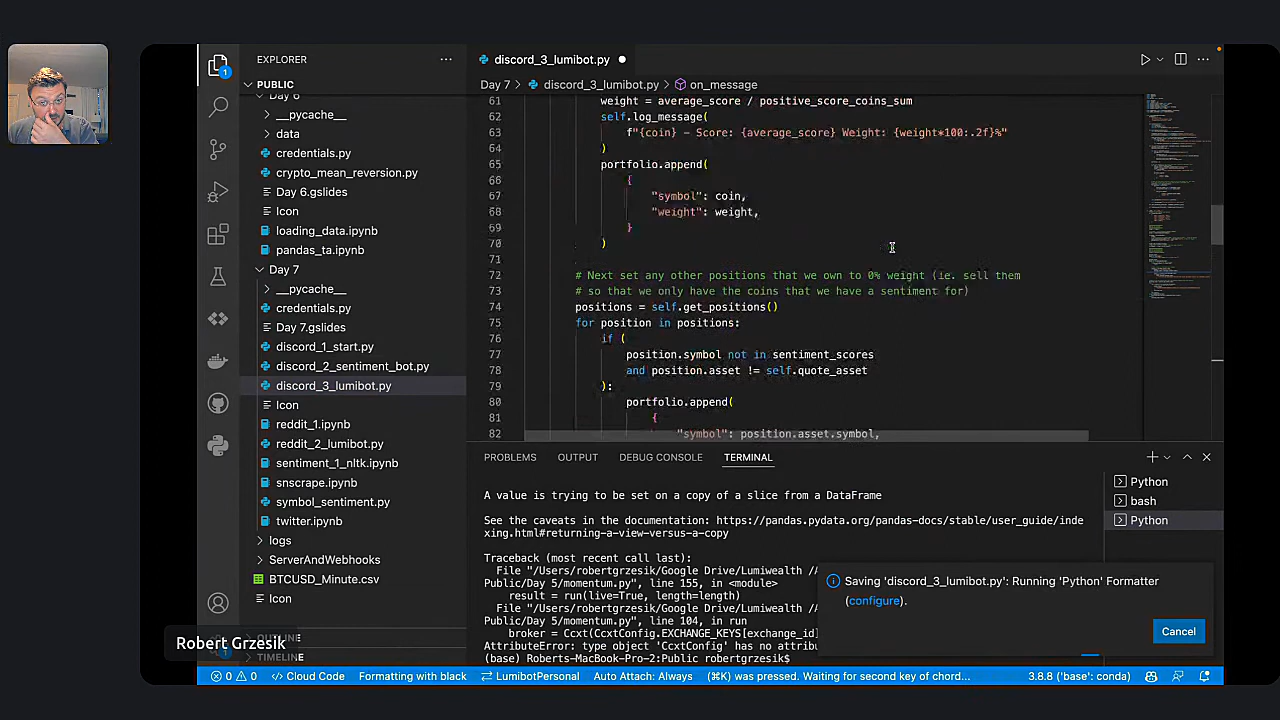 EXPLORER
PUBLIC
Day 6
__pycache__
data
credentials.py
crypto_mean_reversion.py
Day 6.gslides
Icon
loading_data.ipynb
pandas_ta.ipynb
Day 7
__pycache__
credentials.py
Day 7.gslides
discord_1_start.py
discord_2_sentiment_bot.py
discord_3_lumibot.py
Icon
reddit_1.ipynb
reddit_2_lumibot.py
sentiment_1_nltk.ipynb
snscrape.ipynb
symbol_sentiment.py
twitter.ipynb
logs
ServerAndWebhooks
BTCUSD_Minute.csv
Icon
OUTLINE
TIMELINE
Robert Grzesik
discord_3_lumibot.py
Day 7 > discord_3_lumibot.py > on_message
61 weight = average_score / positive_score_coins_sum
62 self.log_message(
63 f"{coin} - Score: {average_score} Weight: {weight*100:.2f}%"
64 )
65 portfolio.append(
66 {
67 "symbol": coin,
68 "weight": weight,
69 }
70 )
71
72 # Next set any other positions that we own to 0% weight (ie. sell them
73 # so that we only have the coins that we have a sentiment for)
74 positions = self.get_positions()
75 for position in positions:
76 if (
77 position.symbol not in sentiment_scores
78 and position.asset != self.quote_asset
79 ):
80 portfolio.append(
81 {
82 "symbol": position.asset.symbol,
PROBLEMS OUTPUT DEBUG CONSOLE TERMINAL
A value is trying to be set on a copy of a slice from a DataFrame
See the caveats in the documentation: https://pandas.pydata.org/pandas-docs/stable/user_guide/inde
xing.html#returning-a-view-versus-a-copy
Traceback (most recent call last):
File "/Users/robertgrzesik/Google Drive/Lumiwealth /A
Public/Day 5/momentum.py", line 155, in <module>
result = run(live=True, length=length)
File "/Users/robertgrzesik/Google Drive/Lumiwealth /A
Public/Day 5/momentum.py", line 104, in run
broker = Ccxt(CcxtConfig.EXCHANGE_KEYS[exchange_id]
AttributeError: type object 'CcxtConfig' has no attribu
(base) Roberts-MacBook-Pro-2:Public robertgrzesik$
Python
bash
Python
Saving 'discord_3_lumibot.py': Running 'Python' Formatter
(configure).
Cancel
0 0 Cloud Code Formatting with black LumibotPersonal Auto Attach: Always (⌘K) was pressed. Waiting for second key of chord... 3.8.8 ('base': conda)